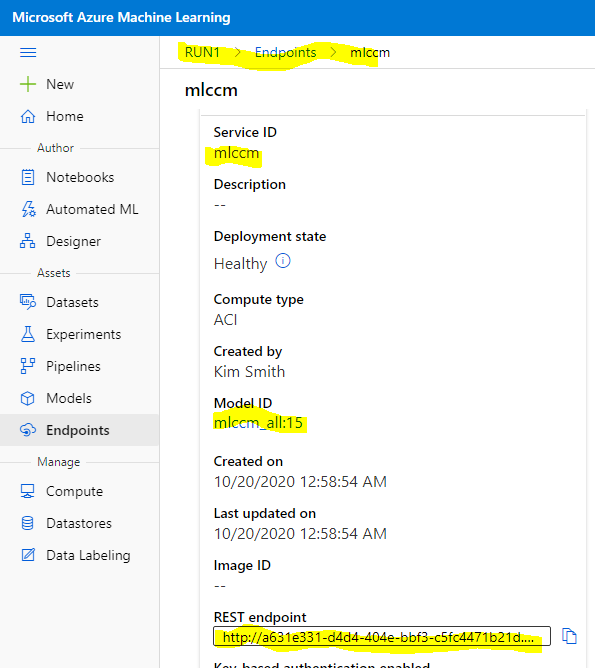 Microsoft Azure Machine Learning
RUN1 > Endpoints > mlccm
New
Home
Author
Notebooks
Automated ML
Designer
Assets
Datasets
Experiments
Pipelines
Models
Endpoints
Manage
Compute
Datastores
Data Labeling
mlccm
Service ID
mlccm
Description
--
Deployment state
Healthy
Compute type
ACI
Created by
Kim Smith
Model ID
mlccm_all:15
Created on
10/20/2020 12:58:54 AM
Last updated on
10/20/2020 12:58:54 AM
Image ID
--
REST endpoint
http://a631e331-d4d4-404e-bbf3-c5fc4471b21d....
Key-based authentication enabled